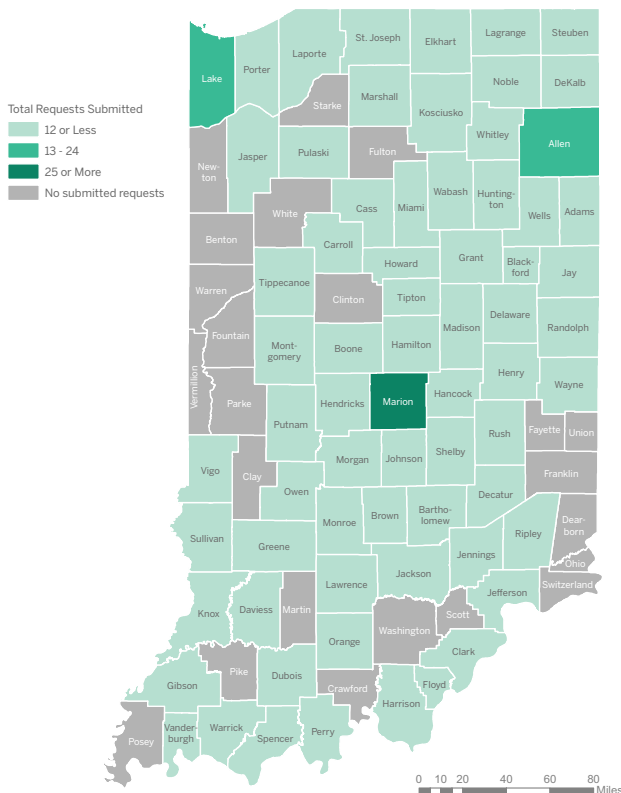 St. Joseph
Lagrange
Steuben
Elkhart
Laporte
Porter
Lake
Noble
DeKalb
Marshall
Starke
Kosciusko
Total Requests Submitted
12 or Less
13 - 24
25 or More
No submitted requests
Whitley
Allen
Fulton
Pulaski
Jasper
New-
ton
Wabash
Hunting-
ton
Miami
Cass
White
Wells
Adams
Benton
Carroll
Grant
Howard
Black-
ford
Jay
Tippecanoe
Warren
Clinton
Tipton
Delaware
Madison
Randolph
Fountain
Mont-
gomery
Boone
Hamilton
Henry
Wayne
Vermillion
Parke
Hendricks
Marion
Hancock
Putnam
Rush
Fayette
Union
Shelby
Morgan
Johnson
Vigo
Clay
Franklin
Owen
Decatur
Dear-
born
Monroe
Brown
Bartho-
lomew
Ripley
Sullivan
Greene
Jennings
Ohio
Jackson
Lawrence
Switzerland
Jefferson
Knox
Daviess
Martin
Scott
Washington
Orange
Clark
Pike
Dubois
Gibson
Crawford
Floyd
Harrison
Posey
Vander-
burgh
Warrick
Spencer
Perry
0 10 20 40 60 80
Miles